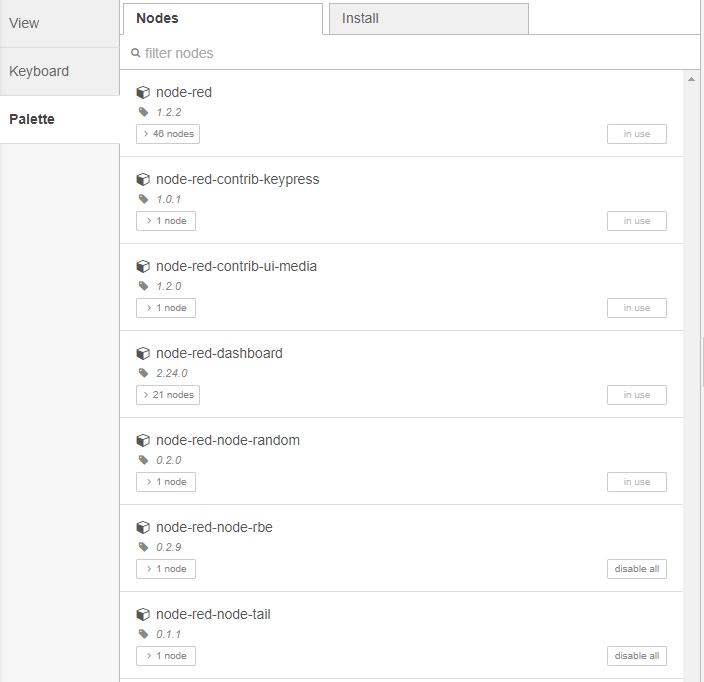 View
Keyboard
Palette
Nodes
Install
filter nodes
node-red
1.2.2
46 nodes
in use
node-red-contrib-keypress
1.0.1
1 node
in use
node-red-contrib-ui-media
1.2.0
1 node
in use
node-red-dashboard
2.24.0
21 nodes
in use
node-red-node-random
0.2.0
1 node
in use
node-red-node-rbe
0.2.9
1 node
disable all
node-red-node-tail
0.1.1
1 node
disable all